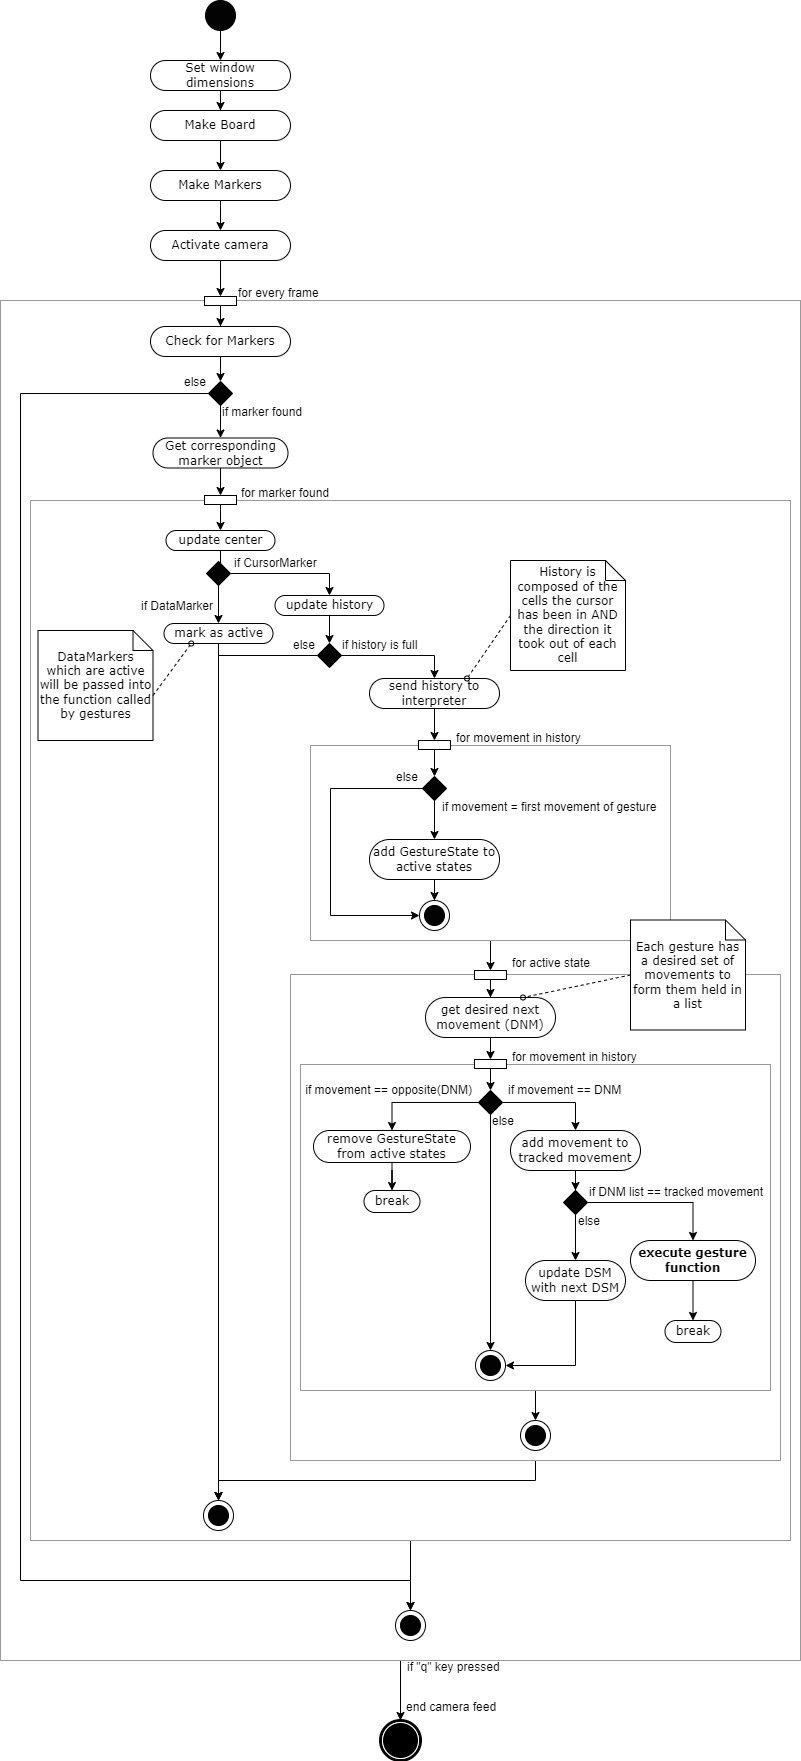 Set window
dimensions
Make Board
Make Markers
Activate camera
for every frame
Check for Markers
else
if marker found
Get corresponding
marker object
for marker found
update center
if CursorMarker
History is
composed of the
cells the cursor
has been in AND
the direction it
took out of each
cell
if DataMarker
update history
mark as active
else
if history is full
DataMarkers
which are active
will be passed into
the function called
by gestures
send history to
interpreter
for movement in history
else
if movement = first movement of gesture
add GestureState to
active states
Each gesture has
a desired set of
movements to
form them held in
a list
for active state
get desired next
movement (DNM)
for movement in history
if movement == opposite(DNM)
if movement == DNM
else
remove GestureState
from active states
add movement to
tracked movement
break
if DNM list == tracked movement
else
execute gesture
function
update DSM
with next DSM
break
if "q" key pressed
end camera feed